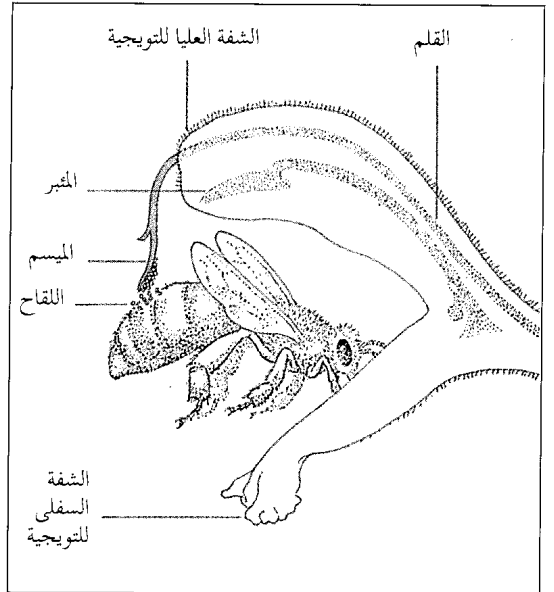 القلم
الشفة العليا للتويجية
المئبر
الميسم
اللقاح
الشفة
السفلى
للتويجية